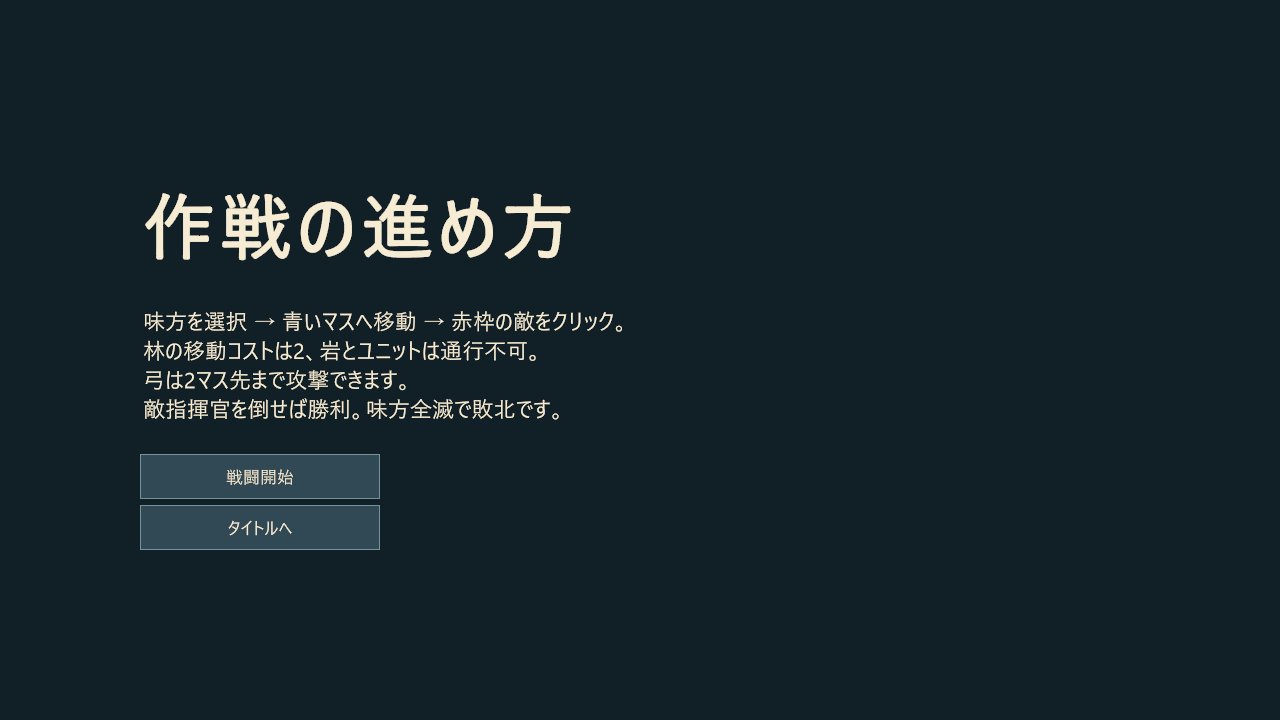 作戦の進め方
味方を選択 → 青いマスへ移動 → 赤枠の敵をクリック。
林の移動コストは2、岩とユニットは通行不可。
弓は2マス先まで攻撃できます。
敵指揮官を倒せば勝利。味方全滅で敗北です。
戦闘開始
タイトルへ